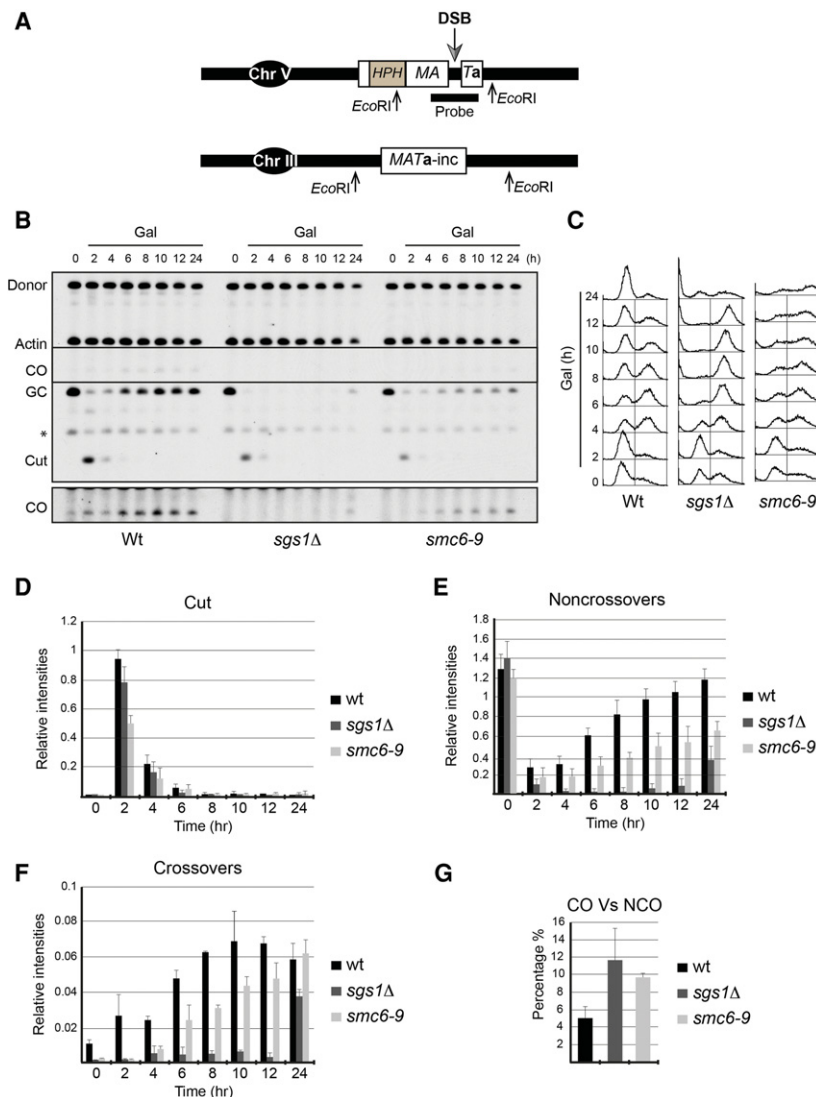 A
DSB
Chr V
HPH
MA
Ta
EcoRI
EcoRI
Probe
Chr III
MATa-inc
EcoRI
EcoRI
B
Gal
Gal
Gal
0 2 4 6 8 10 12 24 0 2 4 6 8 10 12 24 0 2 4 6 8 10 12 24 (h)
Donor
Actin
CO
GC
*
Cut
CO
Wt
sgs1Δ
smc6-9
C
Gal (h)
24
12
10
8
6
4
2
0
Wt
sgs1Δ
smc6-9
D
Cut
Relative intensities
1.2
1
0.8
0.6
0.4
0.2
0 2 4 6 8 10 12 24
Time (hr)
wt
sgs1Δ
smc6-9
E
Noncrossovers
Relative intensities
1.8
1.6
1.4
1.2
1
0.4
0.2
0 2 4 6 8 10 12 24
Time (hr)
wt
sgs1Δ
smc6-9
F
Crossovers
Relative intensities
0.1
0.08
0.06
0.04
0.02
0 2 4 6 8 10 12 24
Time (hr)
wt
sgs1Δ
smc6-9
G
CO Vs NCO
Percentage %
16
14
12
10
8
6
4
2
wt
sgs1Δ
smc6-9